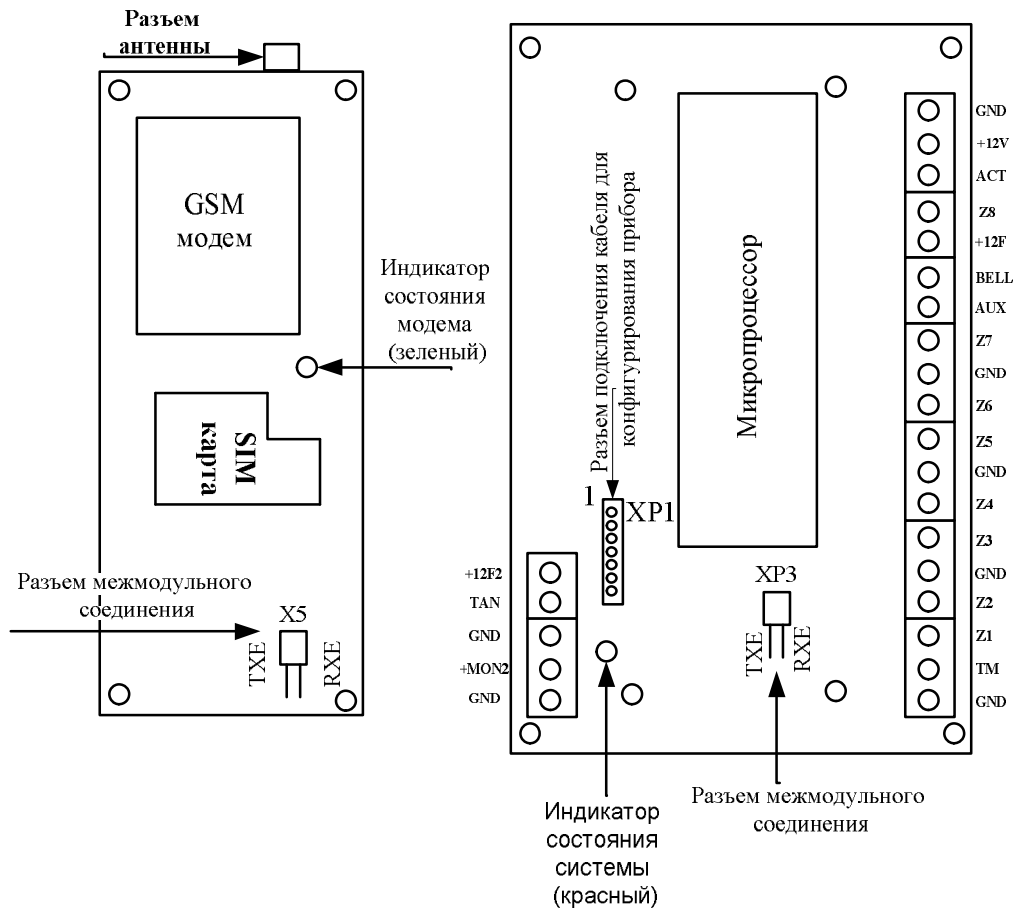 Разъем
антенны
GSM
модем
Индикатор
состояния
модема
(зеленый)
SIM
карта
Разъем межмодульного
соединения
X5
TXE
RXE
Разъем подключения кабеля для
конфигурирования прибора
1
XP1
Микропроцессор
XP3
TXE
RXE
+12F2
TAN
GND
+MON2
GND
GND
+12V
ACT
Z8
+12F
BELL
AUX
Z7
GND
Z6
Z5
GND
Z4
Z3
GND
Z2
Z1
TM
GND
Индикатор
состояния
системы
(красный)
Разъем межмодульного
соединения